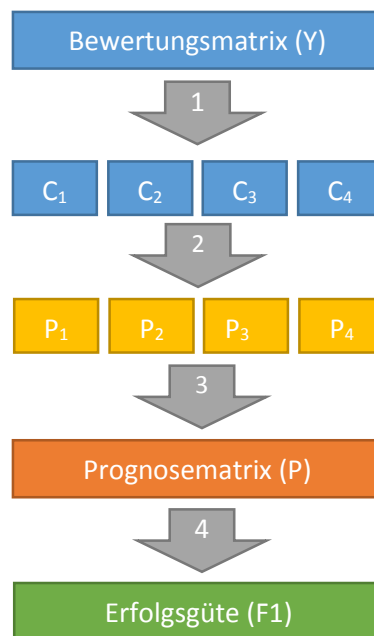 Bewertungsmatrix (Y)
1
C₁ C₂ C₃ C₄
2
P₁ P₂ P₃ P₄
3
Prognosematrix (P)
4
Erfolgsgüte (F1)